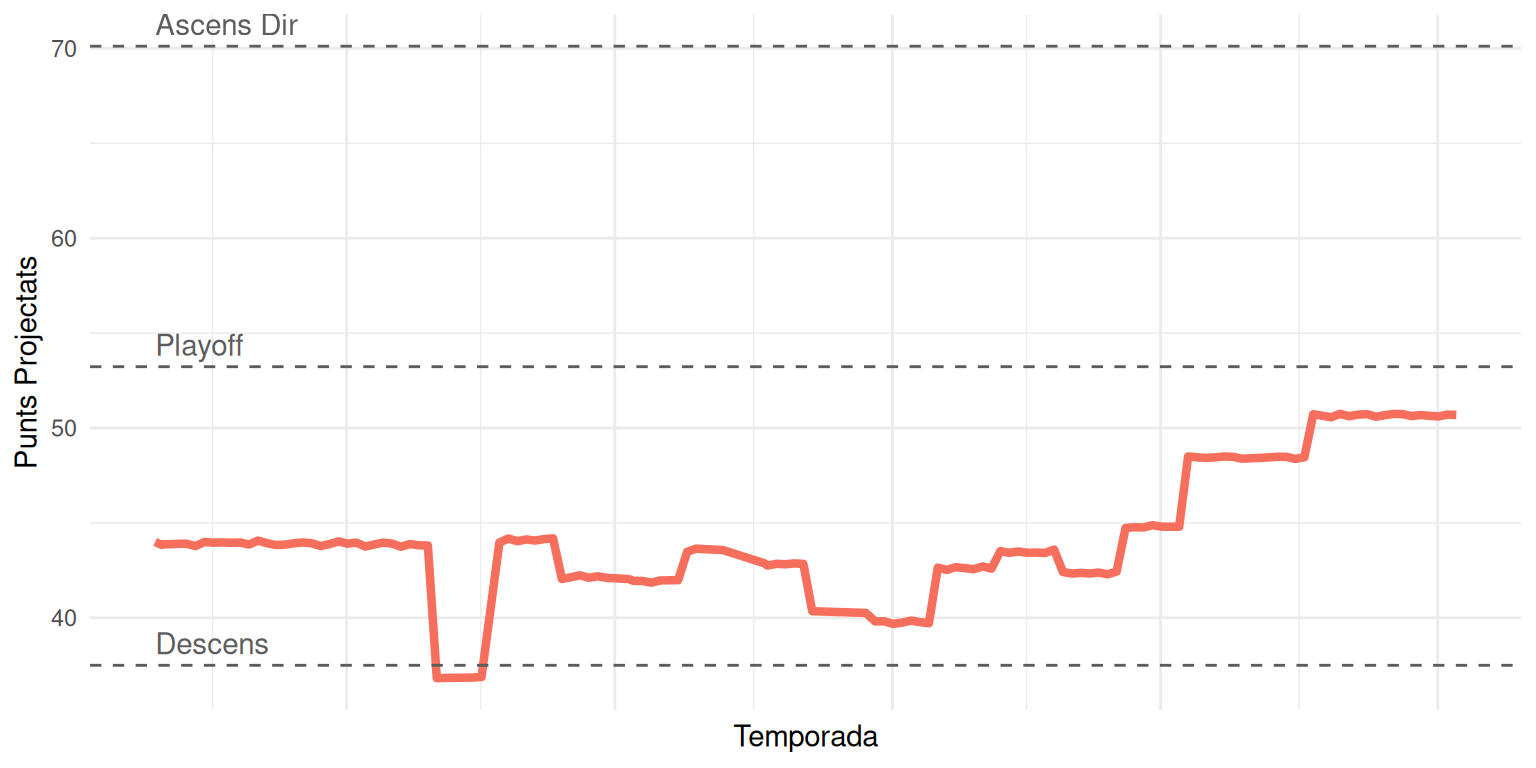 Ascens Dir
70
60
Playoff
50
40
Descens
Punts Projectats
Temporada